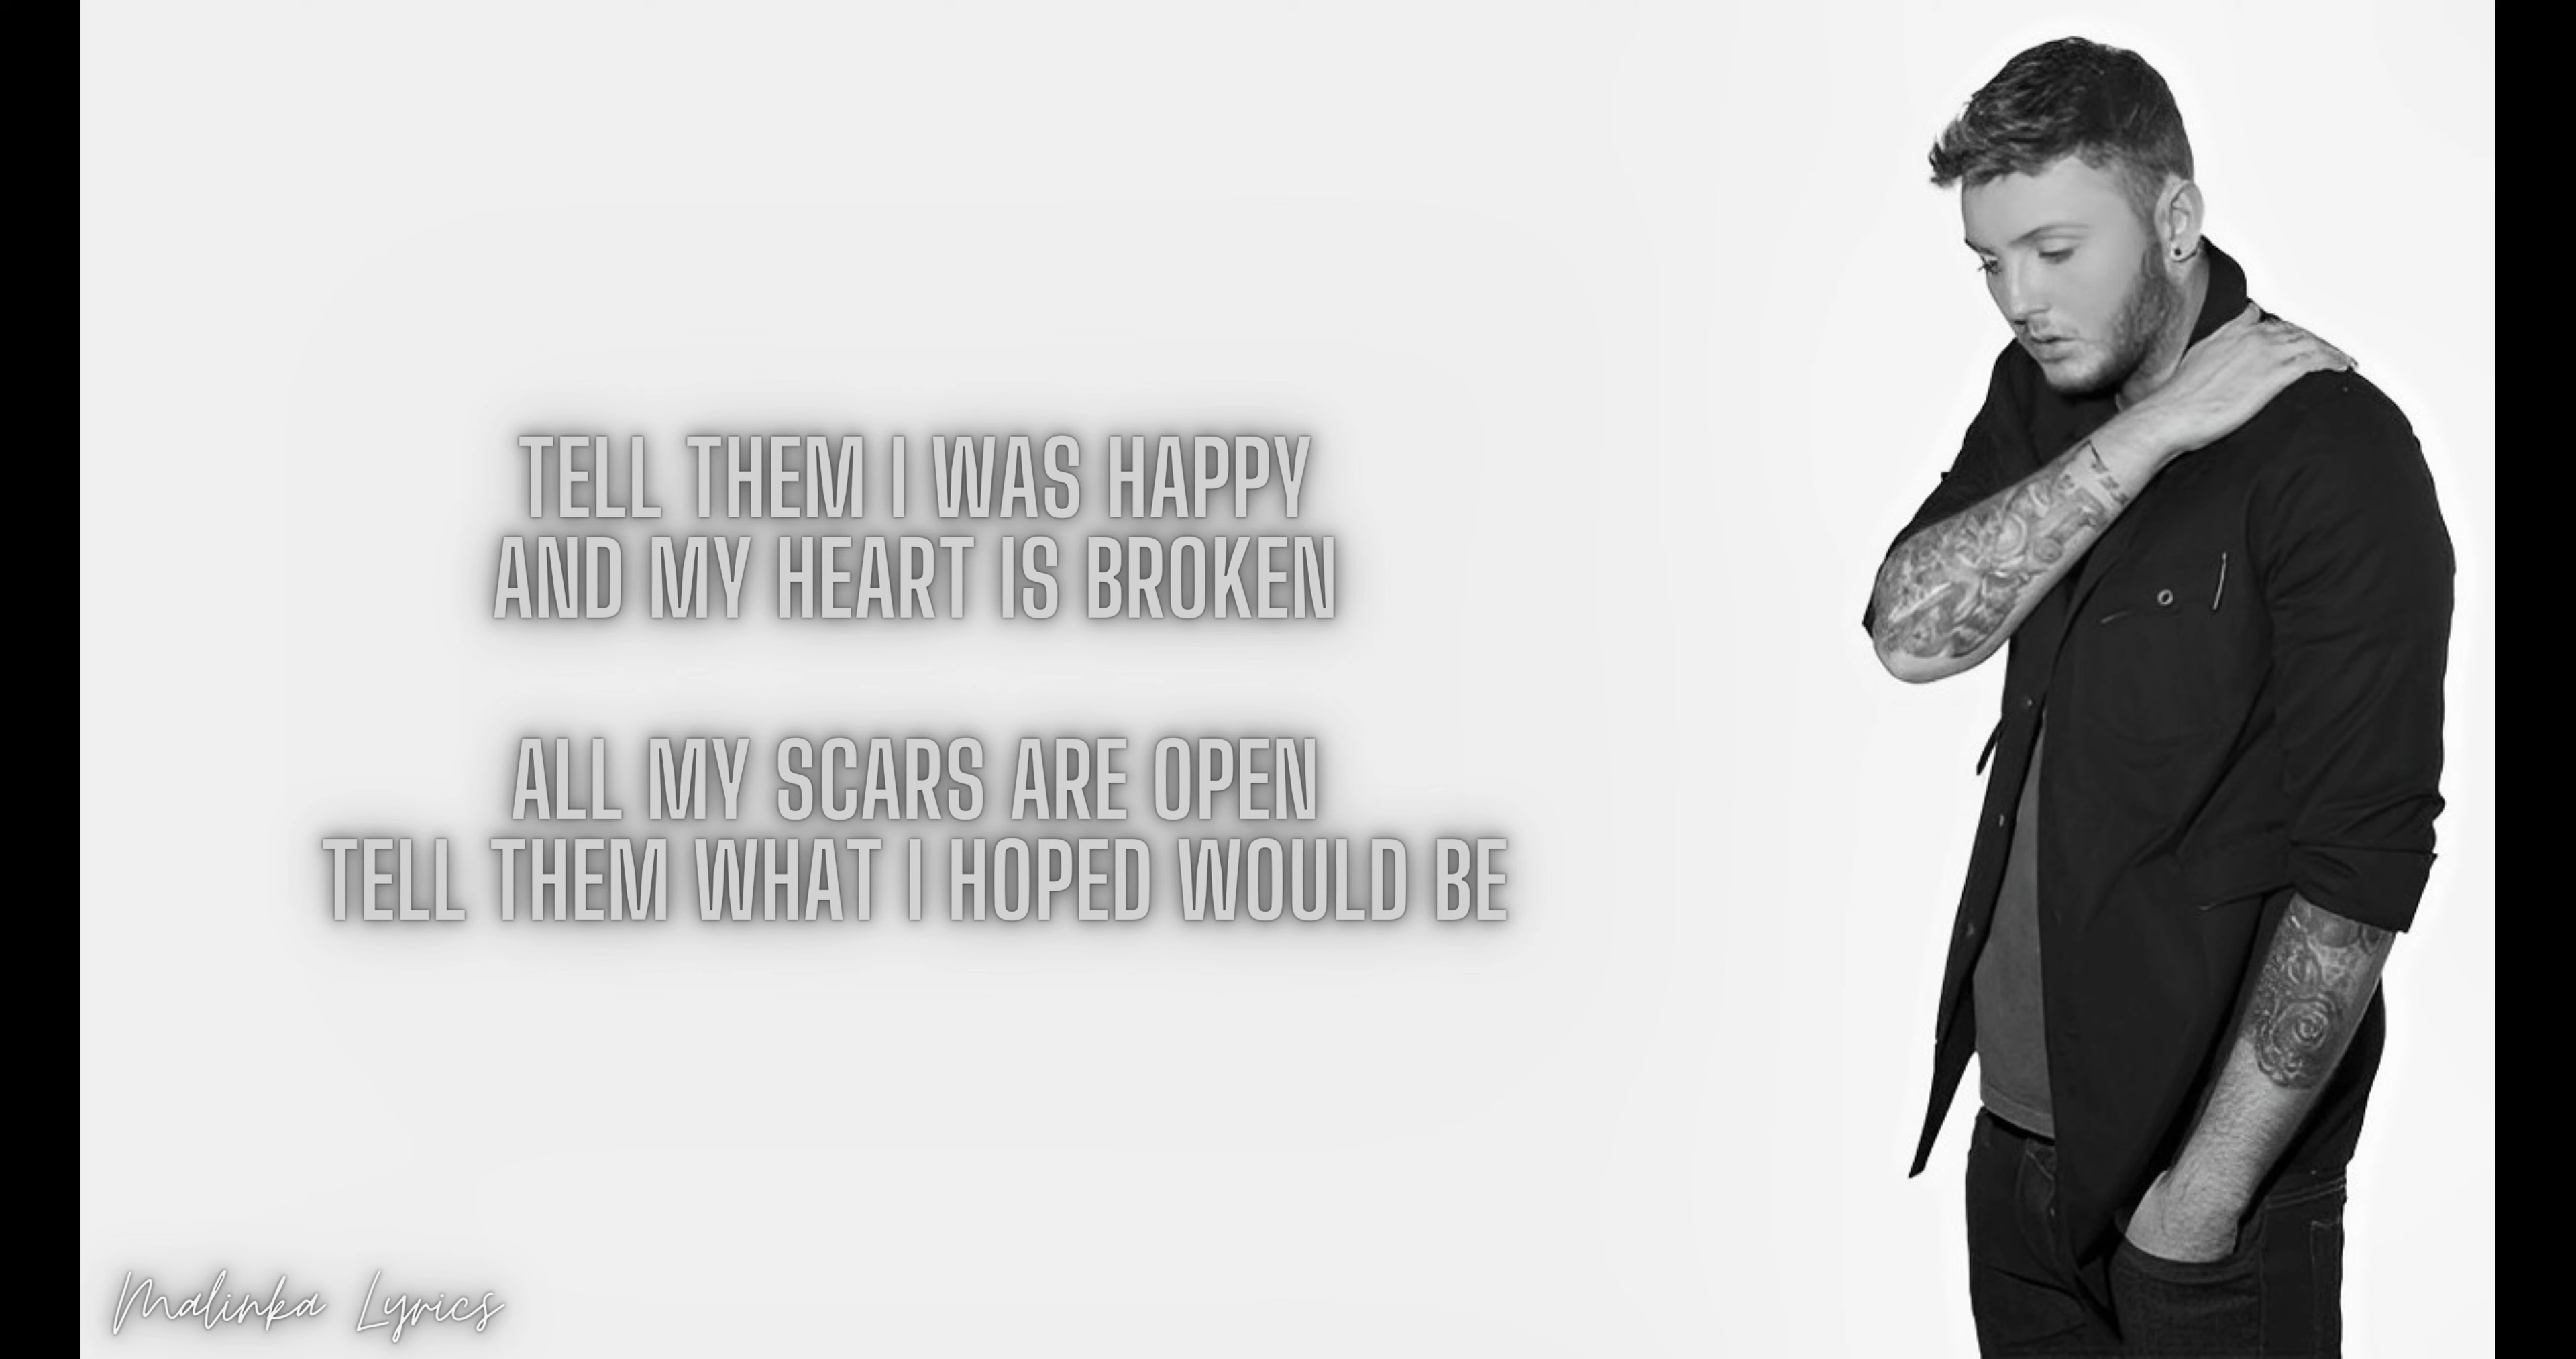 TELL THEM I WAS HAPPY
AND MY HEART IS BROKEN
ALL MY SCARS ARE OPEN
TELL THEM WHAT I HOPED WOULD BE
Malinka Lyrics